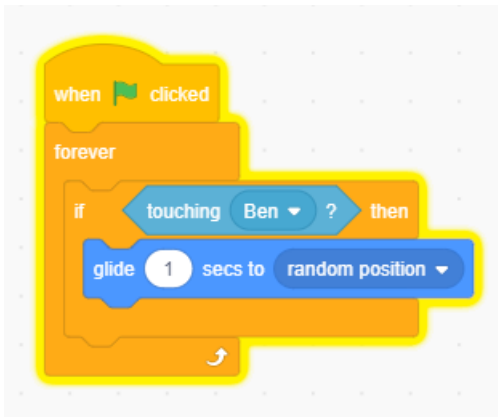 when clicked
forever
if touching Ben ? then
glide 1 secs to random position